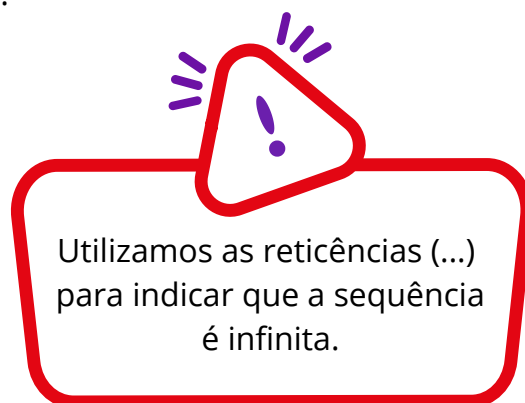 Utilizamos as reticências (...)
para indicar que a sequência
é infinita.